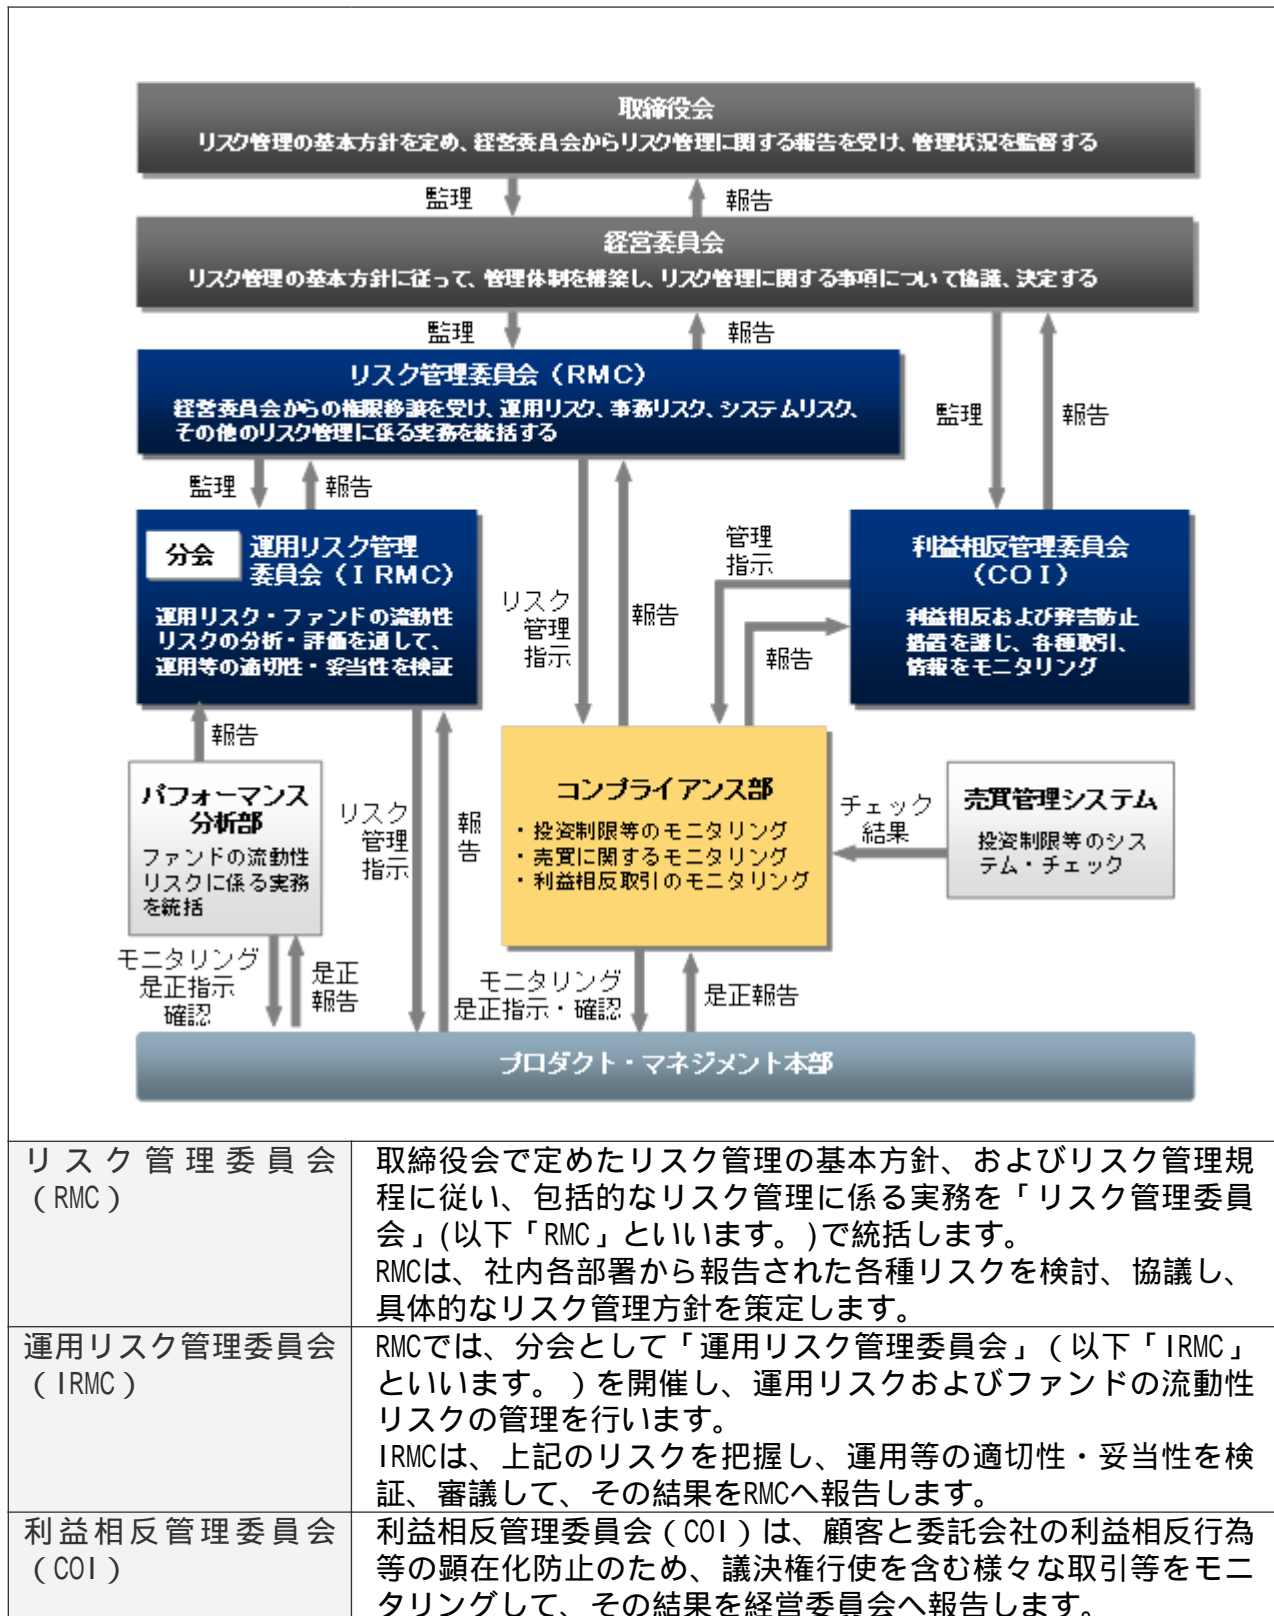 取締役会
リスク管理の基本方針を定め、経営委員会からリスク管理に関する報告を受け、管理状況を監督する
監理
報告
経営委員会
リスク管理の基本方針に従って、管理体制を構築し、リスク管理に関する事項について協議、決定する
監理
報告
リスク管理委員会（RMC）
経営委員会からの権限移譲を受け、運用リスク、事務リスク、システムリスク、
その他のリスク管理に係る実務を統括する
監理
報告
監理
報告
分会
運用リスク管理
委員会（IRMC）
運用リスク・ファンドの流動性
リスクの分析・評価を通して、
運用等の適切性・妥当性を検証
リスク
管理
指示
報告
管理
指示
報告
利益相反管理委員会
（COI）
利益相反および弊害防止
措置を講じ、各種取引、
情報をモニタリング
報告
パフォーマンス
分析部
ファンドの流動性
リスクに係る実務
を統括
リスク
管理
指示
報
告
コンプライアンス部
・投資制限等のモニタリング
・売買に関するモニタリング
・利益相反取引のモニタリング
チェック
結果
売買管理システム
投資制限等のシス
テム・チェック
モニタリング
是正指示
確認
是正
報告
モニタリング
是正指示・確認
是正報告
プロダクト・マネジメント本部
リスク管理委員会
（RMC）
取締役会で定めたリスク管理の基本方針、およびリスク管理規
程に従い、包括的なリスク管理に係る実務を「リスク管理委員
会」(以下「RMC」といいます。)で統括します。
RMCは、社内各部署から報告された各種リスクを検討、協議し、
具体的なリスク管理方針を策定します。
運用リスク管理委員会
（IRMC）
RMCでは、分会として「運用リスク管理委員会」（以下「IRMC」
といいます。）を開催し、運用リスクおよびファンドの流動性
リスクの管理を行います。
IRMCは、上記のリスクを把握し、運用等の適切性・妥当性を検
証、審議して、その結果をRMCへ報告します。
利益相反管理委員会
（COI）
利益相反管理委員会（COI）は、顧客と委託会社の利益相反行為
等の顕在化防止のため、議決権行使を含む様々な取引等をモニ
タリングして、その結果を経営委員会へ報告します。